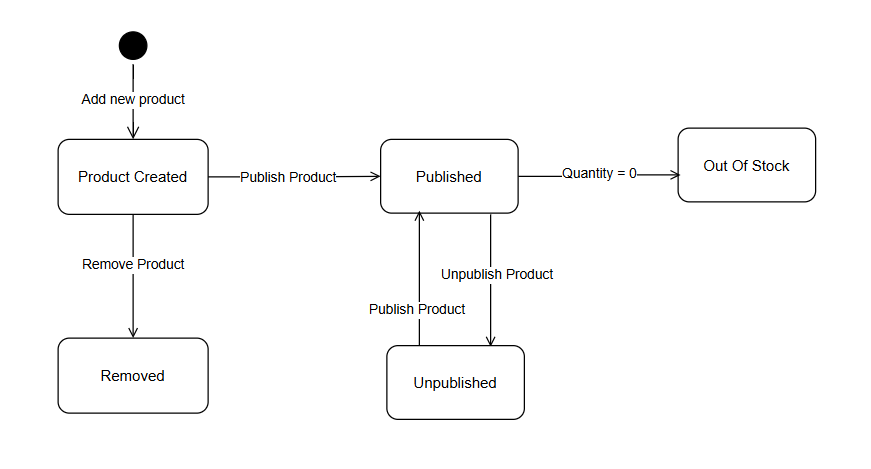 Add new product
Product Created
Publish Product
Published
Quantity = 0
Out Of Stock
Remove Product
Unpublish Product
Publish Product
Removed
Unpublished